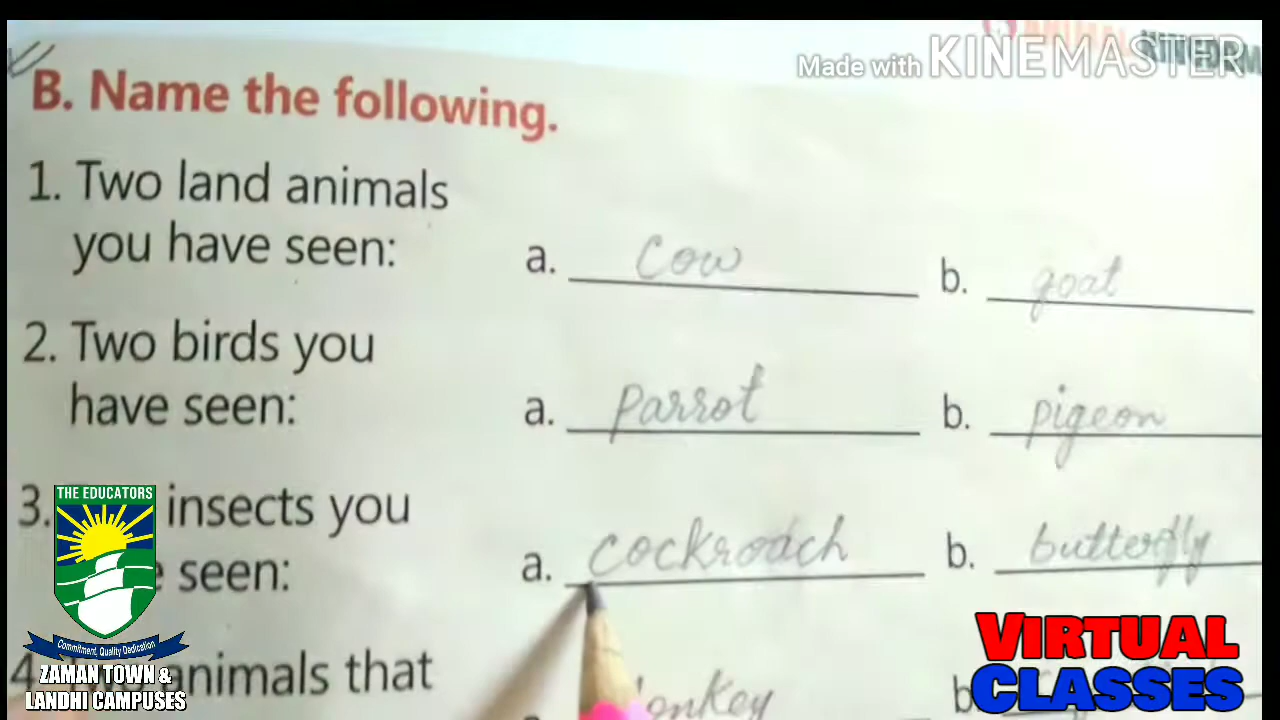 Made with KINEMASTER
B. Name the following.
1. Two land animals
you have seen:
a. Cow
b. goat
2. Two birds you
have seen:
a. Parrot
b. pigeon
3. insects you
seen:
a. Cockroach
b. butterfly
4. animals that
b.
THE EDUCATORS
Commitment, Quality Dedication
ZAMAN TOWN &
LANDHI CAMPUSES
VIRTUAL
CLASSES